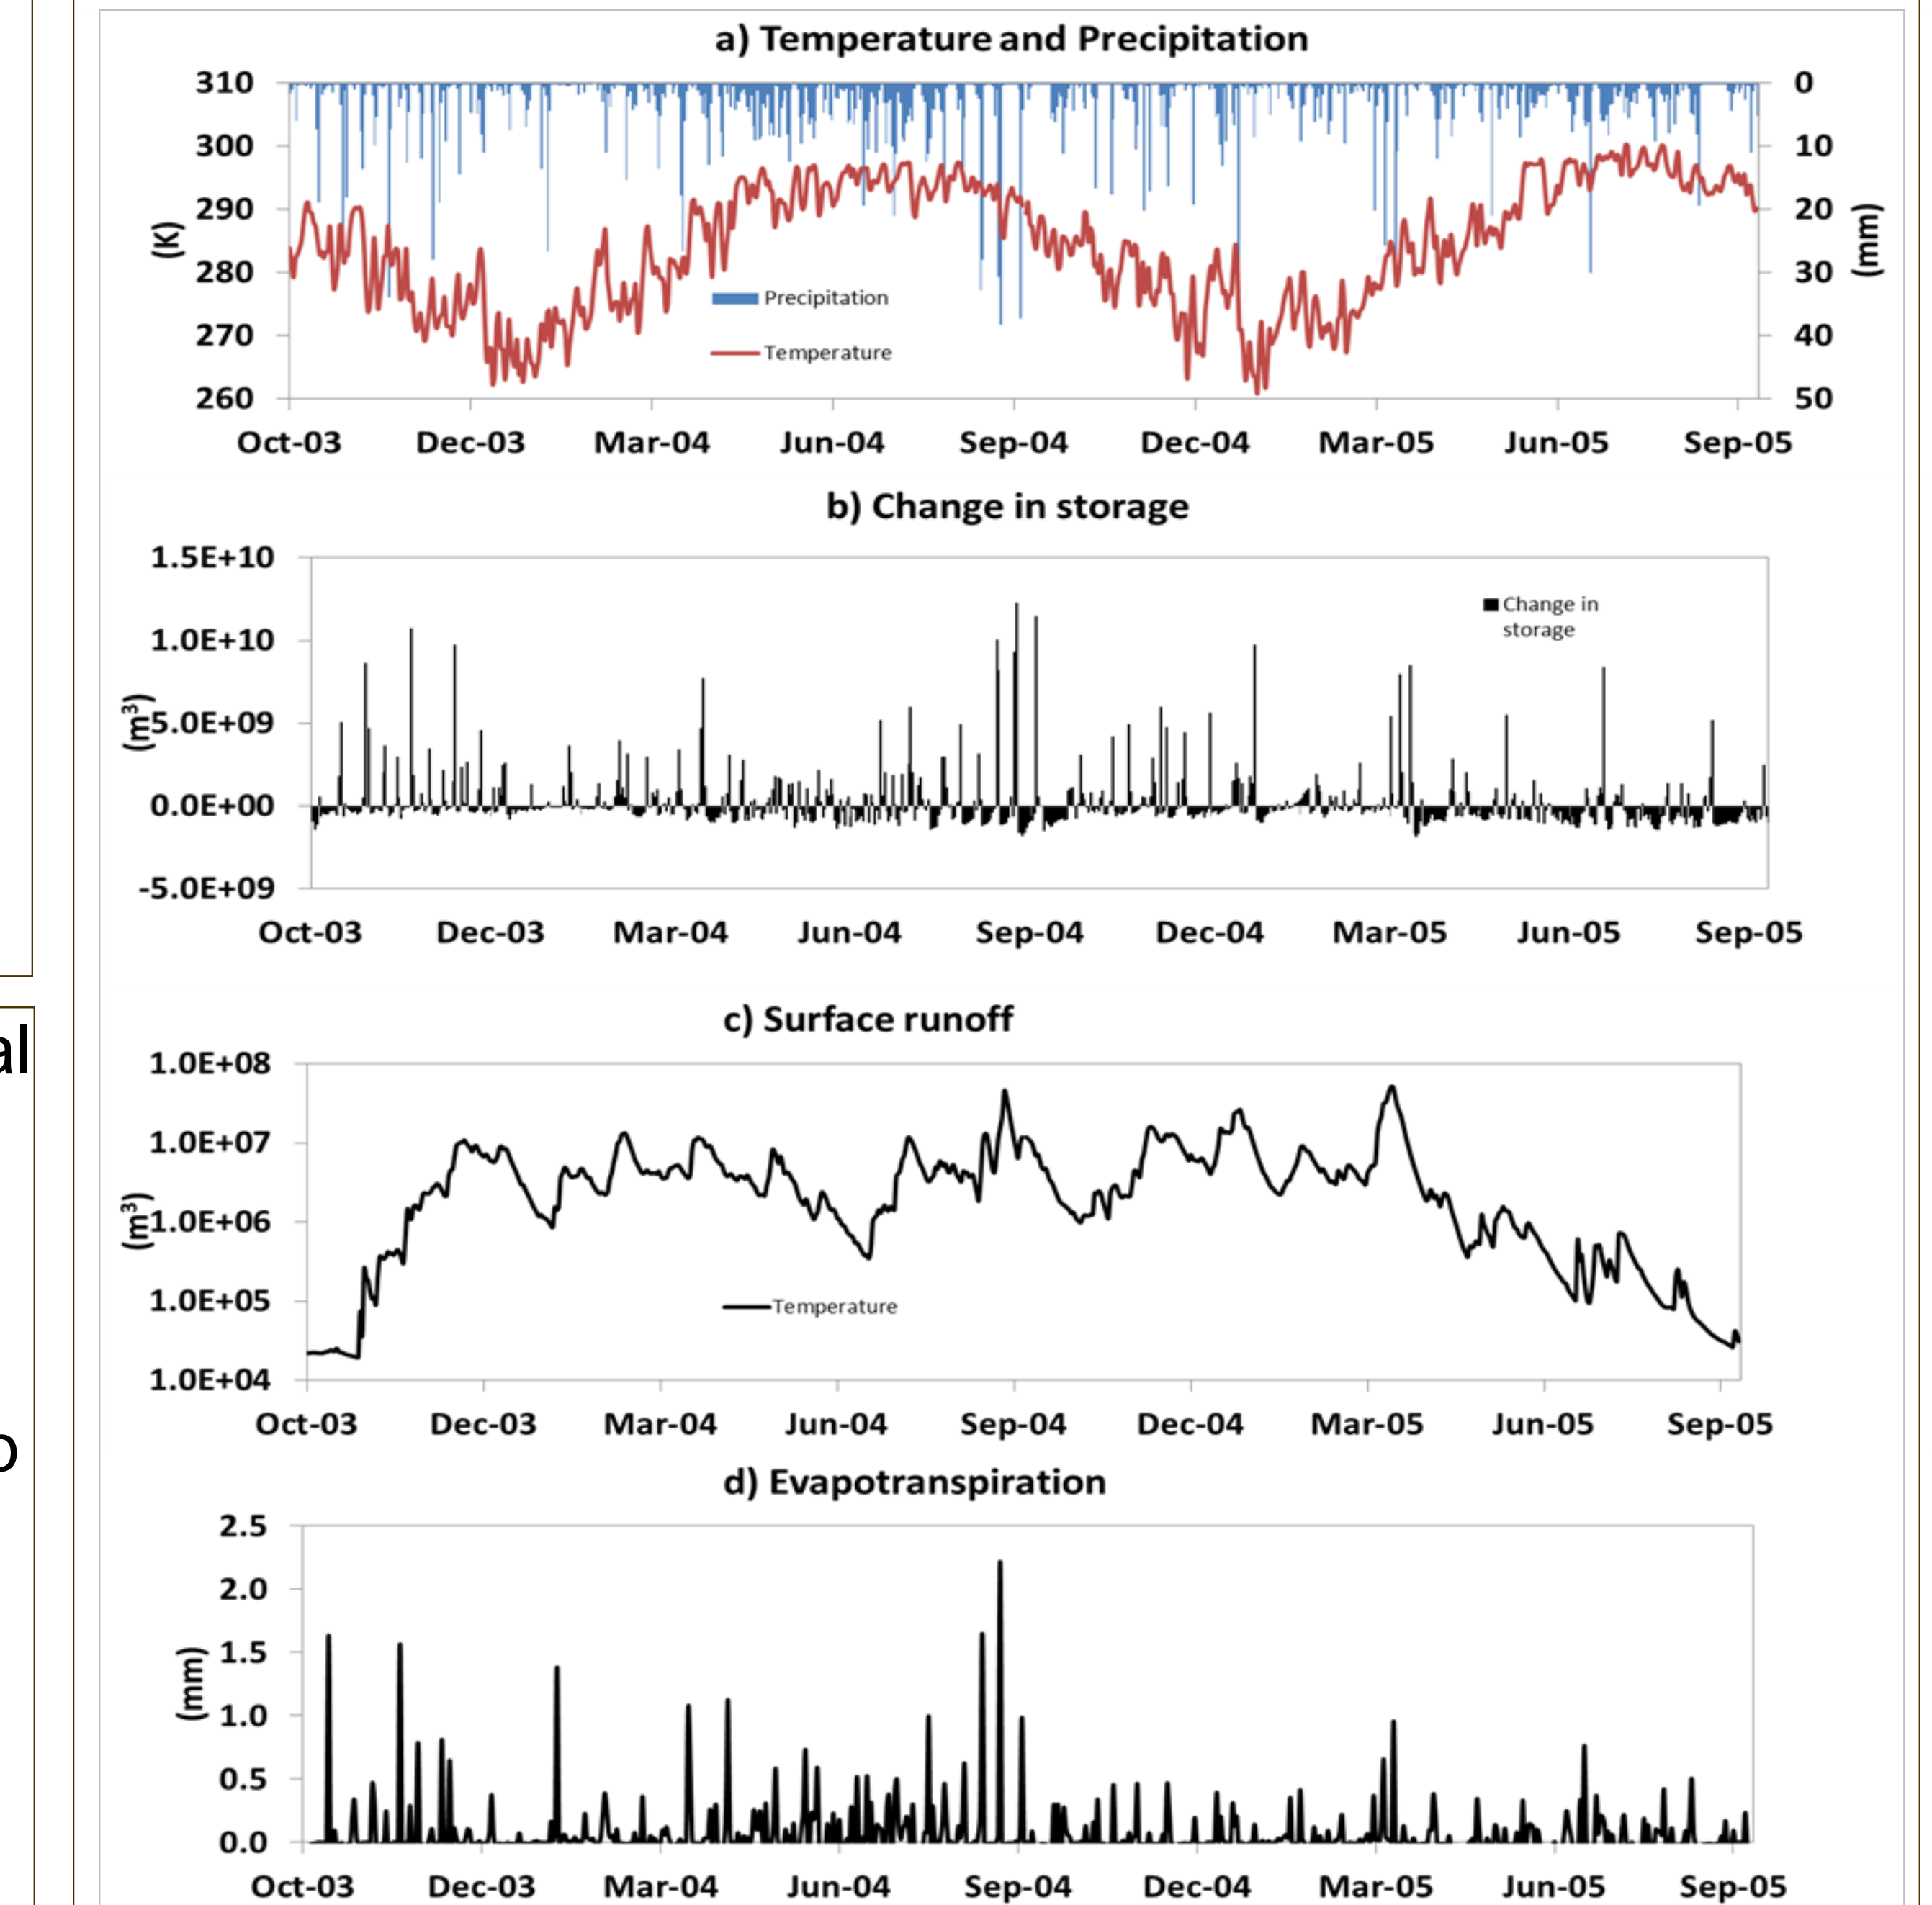 al
o
a) Temperature and Precipitation
310
300
290
280
270
260
(K)
0
10
20
30
40
50
(mm)
Precipitation
Temperature
Oct-03 Dec-03 Mar-04 Jun-04 Sep-04 Dec-04 Mar-05 Jun-05 Sep-05
b) Change in storage
1.5E+10
1.0E+10
5.0E+09
0.0E+00
-5.0E+09
(m³)
Change in
storage
Oct-03 Dec-03 Mar-04 Jun-04 Sep-04 Dec-04 Mar-05 Jun-05 Sep-05
c) Surface runoff
1.0E+08
1.0E+07
1.0E+06
1.0E+05
1.0E+04
(m³)
Temperature
Oct-03 Dec-03 Mar-04 Jun-04 Sep-04 Dec-04 Mar-05 Jun-05 Sep-05
d) Evapotranspiration
2.5
2.0
1.5
1.0
0.5
0.0
(mm)
Oct-03 Dec-03 Mar-04 Jun-04 Sep-04 Dec-04 Mar-05 Jun-05 Sep-05